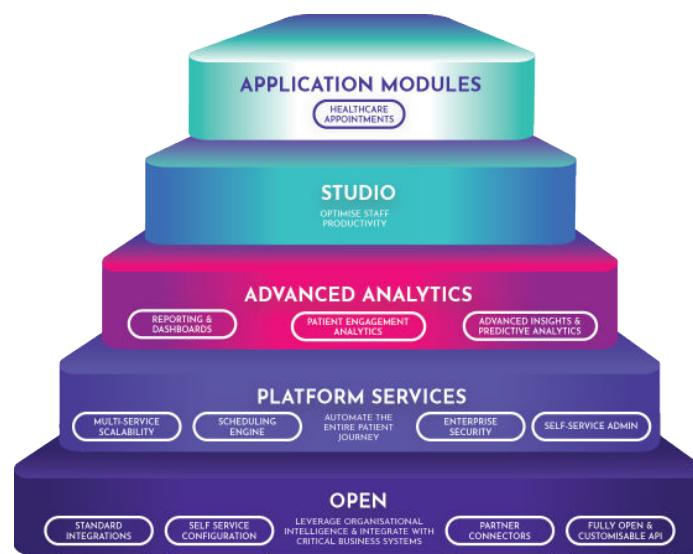 APPLICATION MODULES
HEALTHCARE
APPOINTMENTS
STUDIO
OPTIMISE STAFF
PRODUCTIVITY
ADVANCED ANALYTICS
REPORTING &
DASHBOARDS
PATIENT ENGAGEMENT
ANALYTICS
ADVANCED INSIGHTS &
PREDICTIVE ANALYTICS
PLATFORM SERVICES
MULTI-SERVICE
SCALABILITY
SCHEDULING
ENGINE
AUTOMATE THE
ENTIRE PATIENT
JOURNEY
ENTERPRISE
SECURITY
SELF-SERVICE ADMIN
OPEN
STANDARD
INTEGRATIONS
SELF SERVICE
CONFIGURATION
LEVERAGE ORGANISATIONAL
INTELLIGENCE & INTEGRATE WITH
CRITICAL BUSINESS SYSTEMS
PARTNER
CONNECTORS
FULLY OPEN &
CUSTOMISABLE API